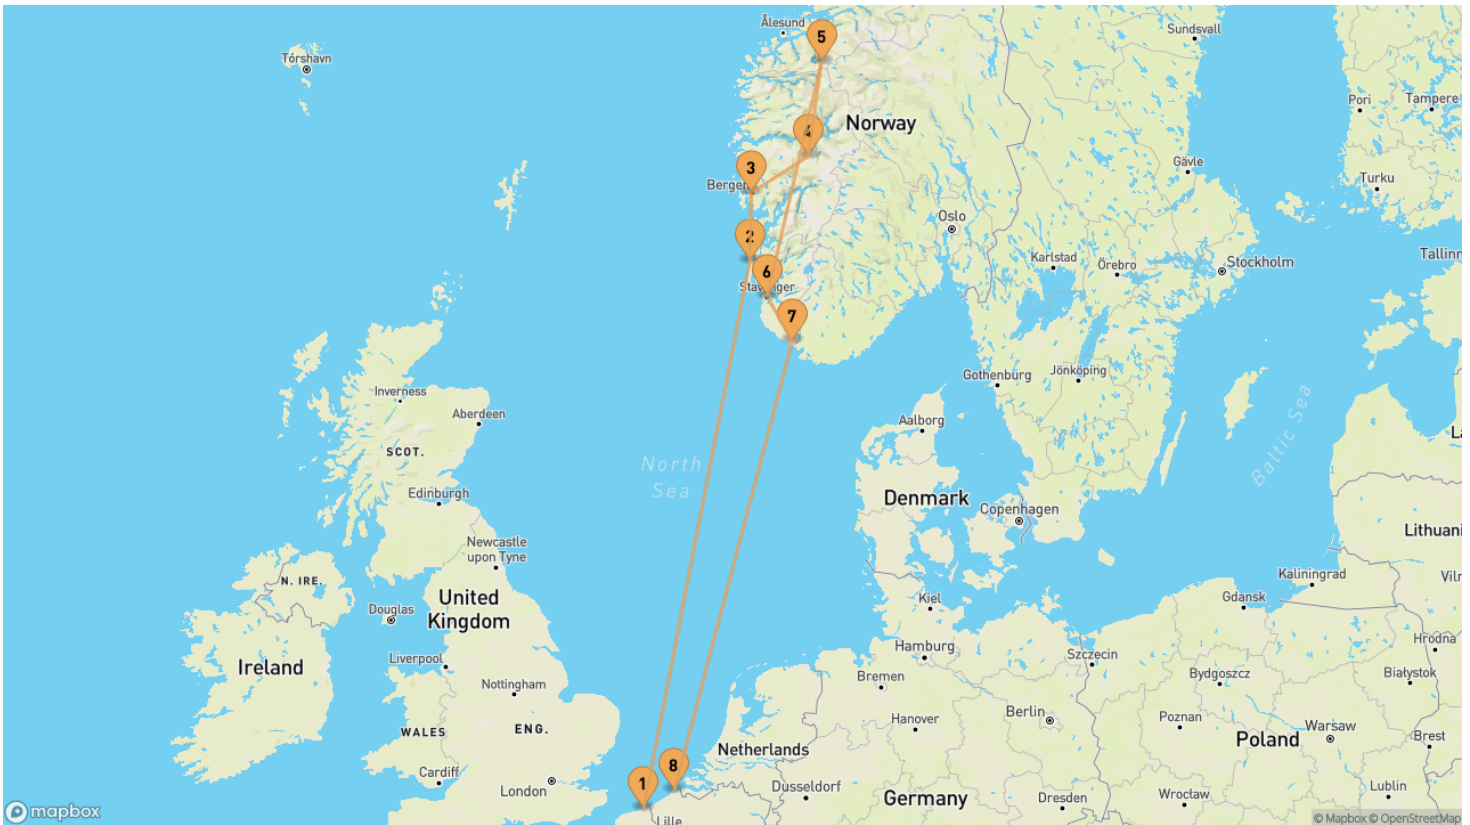 Ålesund
5
Sundsvall
Tórshavn
Pori
Tampere
4
Norway
3
Bergen
Gävle
Turku
2
Oslo
6
Stavanger
Karlstad
Örebro
Stockholm
Tallinn
7
Inverness
Aberdeen
SCOT.
Gothenburg
Jönköping
Aalborg
Baltic Sea
North
Sea
Edinburgh
Denmark
Copenhagen
Newcastle
upon Tyne
Lithuani
N. IRE.
Douglas
United
Kingdom
Kiel
Kaliningrad
Gdansk
Viln
Hrodna
Ireland
Liverpool
Hamburg
Szczecin
Białystok
Nottingham
Bremen
Bydgoszcz
WALES
ENG.
Hanover
Berlin
Poznan
Warsaw
Brest
Poland
Netherlands
8
1
Cardiff
London
Dusseldorf
Germany
Dresden
Wrocław
Lublin
Lille
mapbox
© Mapbox © OpenStreetMap